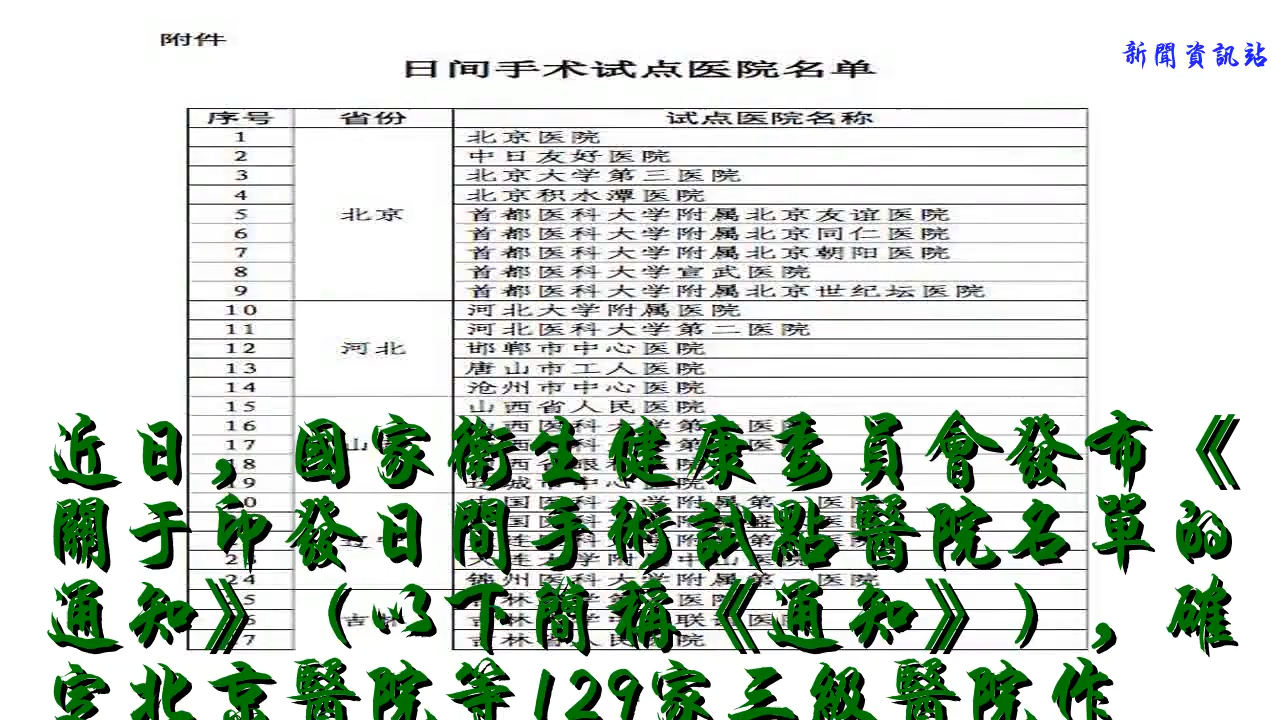 附件
新聞資訊站
日间手术试点医院名单
序号 省份 试点医院名称
1 北京医院
2 中日友好医院
3 北京大学第三医院
4 北京积水潭医院
5 北京 首都医科大学附属北京友谊医院
6 首都医科大学附属北京同仁医院
7 首都医科大学附属北京朝阳医院
8 首都医科大学宣武医院
9 首都医科大学附属北京世纪坛医院
10 河北大学附属医院
11 河北医科大学第二医院
12 河北 邯郸市中心医院
13 唐山市工人医院
14 沧州市中心医院
15 山西省人民医院
16
17
24 锦州医科大学附属第一医院
近日，國家衛生健康委員會發布《
關于印發日間手術試點醫院名單的
通知》（以下簡稱《通知》），確
定北京醫院等129家三級醫院作